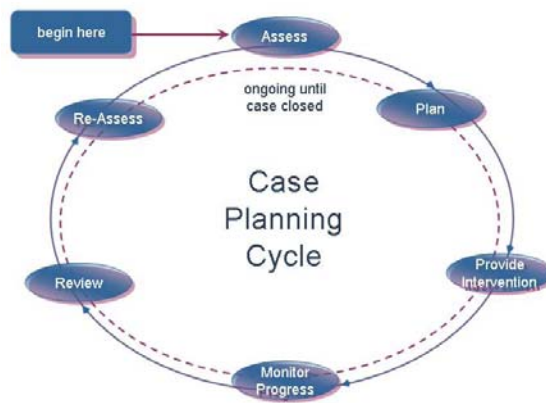 begin here
Assess
ongoing until
case closed
Re-Assess
Plan
Case
Planning
Cycle
Review
Provide
Intervention
Monitor
Progress